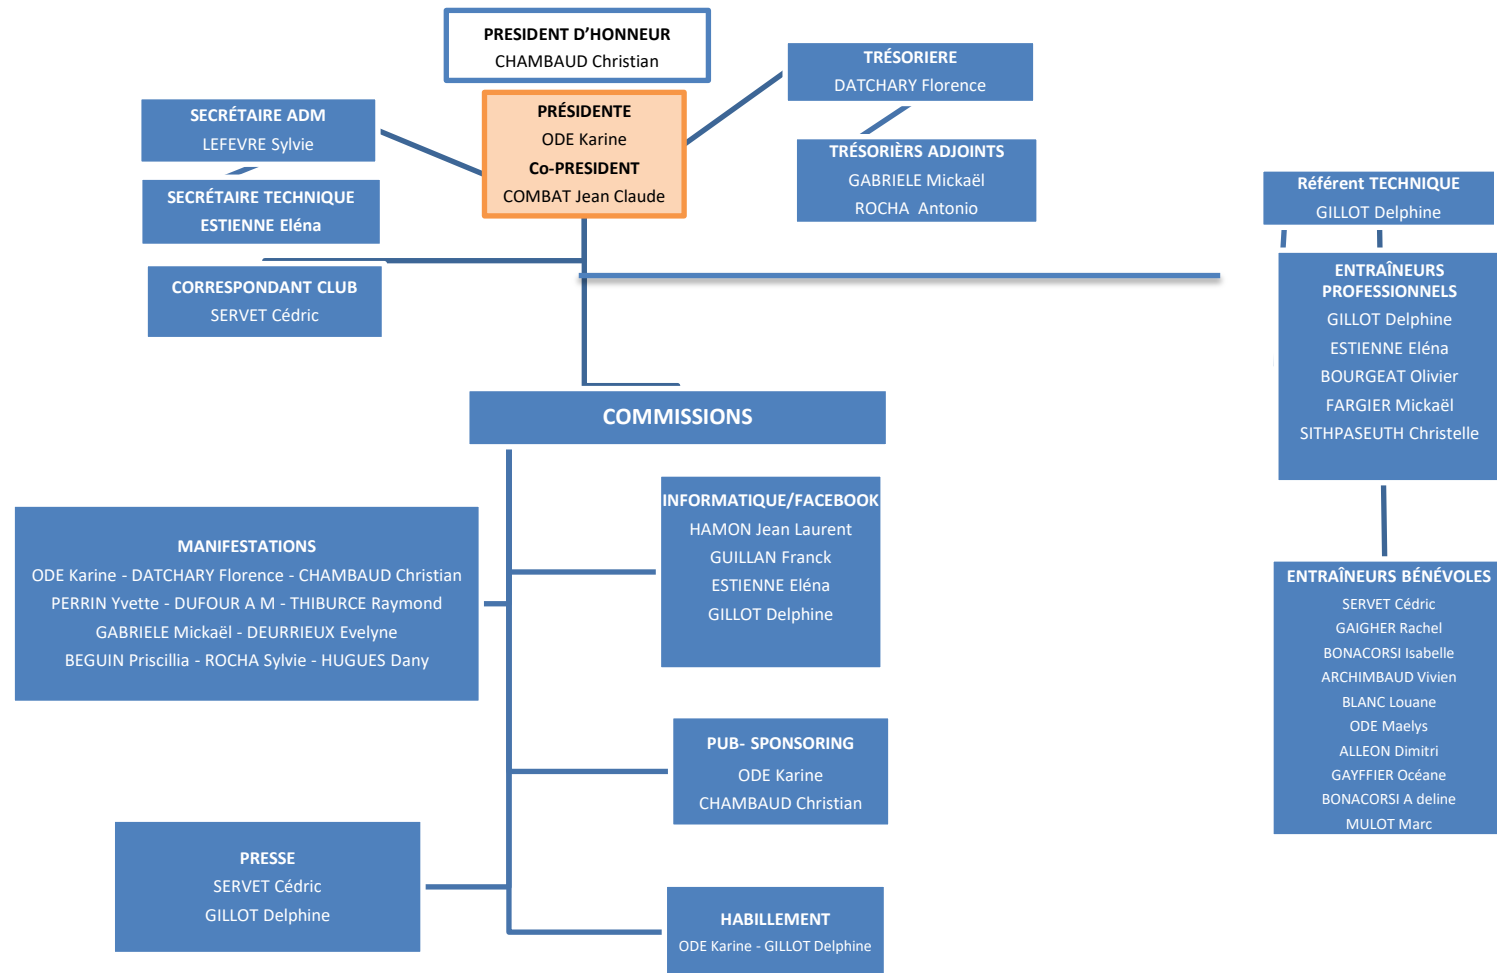 PRESIDENT D’HONNEUR
CHAMBAUD Christian
PRÉSIDENTE
ODE Karine
Co-PRESIDENT
COMBAT Jean Claude
TRÉSORIERE
DATCHARY Florence
TRÉSORIÈRS ADJOINTS
GABRIELE Mickaël
ROCHA  Antonio
SECRÉTAIRE ADM
LEFEVRE Sylvie
SECRÉTAIRE TECHNIQUE
ESTIENNE Eléna
CORRESPONDANT CLUB
SERVET Cédric
Référent TECHNIQUE
GILLOT Delphine
ENTRAÎNEURS
PROFESSIONNELS
GILLOT Delphine
ESTIENNE Eléna
BOURGEAT Olivier
FARGIER Mickaël
SITHPASEUTH Christelle
ENTRAÎNEURS BÉNÉVOLES
SERVET Cédric
GAIGHER Rachel
BONACORSI Isabelle
ARCHIMBAUD Vivien
BLANC Louane
ODE Maelys
ALLEON Dimitri
GAYFFIER Océane
BONACORSI A deline
MULOT Marc
COMMISSIONS
INFORMATIQUE/FACEBOOK
HAMON Jean Laurent
GUILLAN Franck
ESTIENNE Eléna
GILLOT Delphine
MANIFESTATIONS
ODE Karine - DATCHARY Florence - CHAMBAUD Christian
PERRIN Yvette - DUFOUR A M - THIBURCE Raymond
GABRIELE Mickaël - DEURRIEUX Evelyne
BEGUIN Priscillia - ROCHA Sylvie - HUGUES Dany
PUB- SPONSORING
ODE Karine
CHAMBAUD Christian
PRESSE
SERVET Cédric
GILLOT Delphine
HABILLEMENT
ODE Karine - GILLOT Delphine